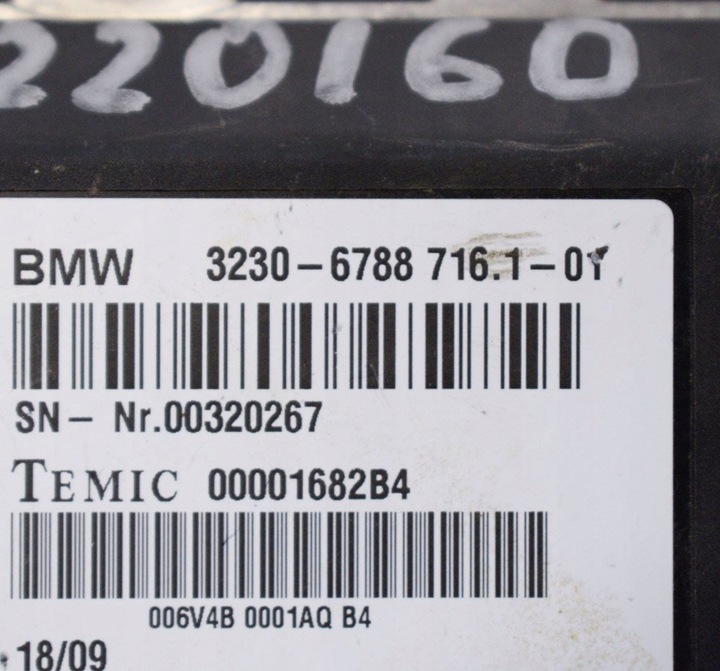 220160
BMW 3230-6788 716.1-01
SN- Nr.00320267
TEMIC 00001682B4
006V4B 0001AQ B4
18/09